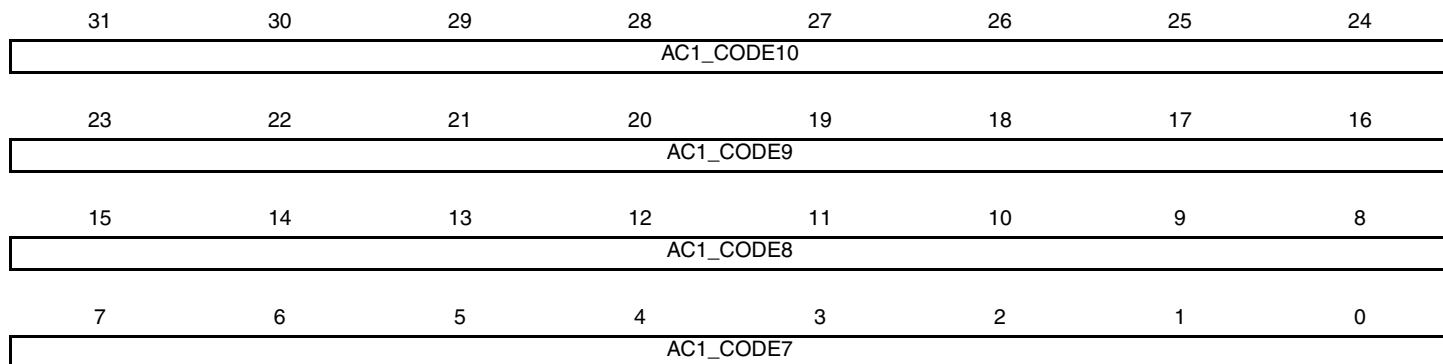 31 30 29 28 27 26 25 24
AC1_CODE10
23 22 21 20 19 18 17 16
AC1_CODE9
15 14 13 12 11 10 9 8
AC1_CODE8
7 6 5 4 3 2 1 0
AC1_CODE7